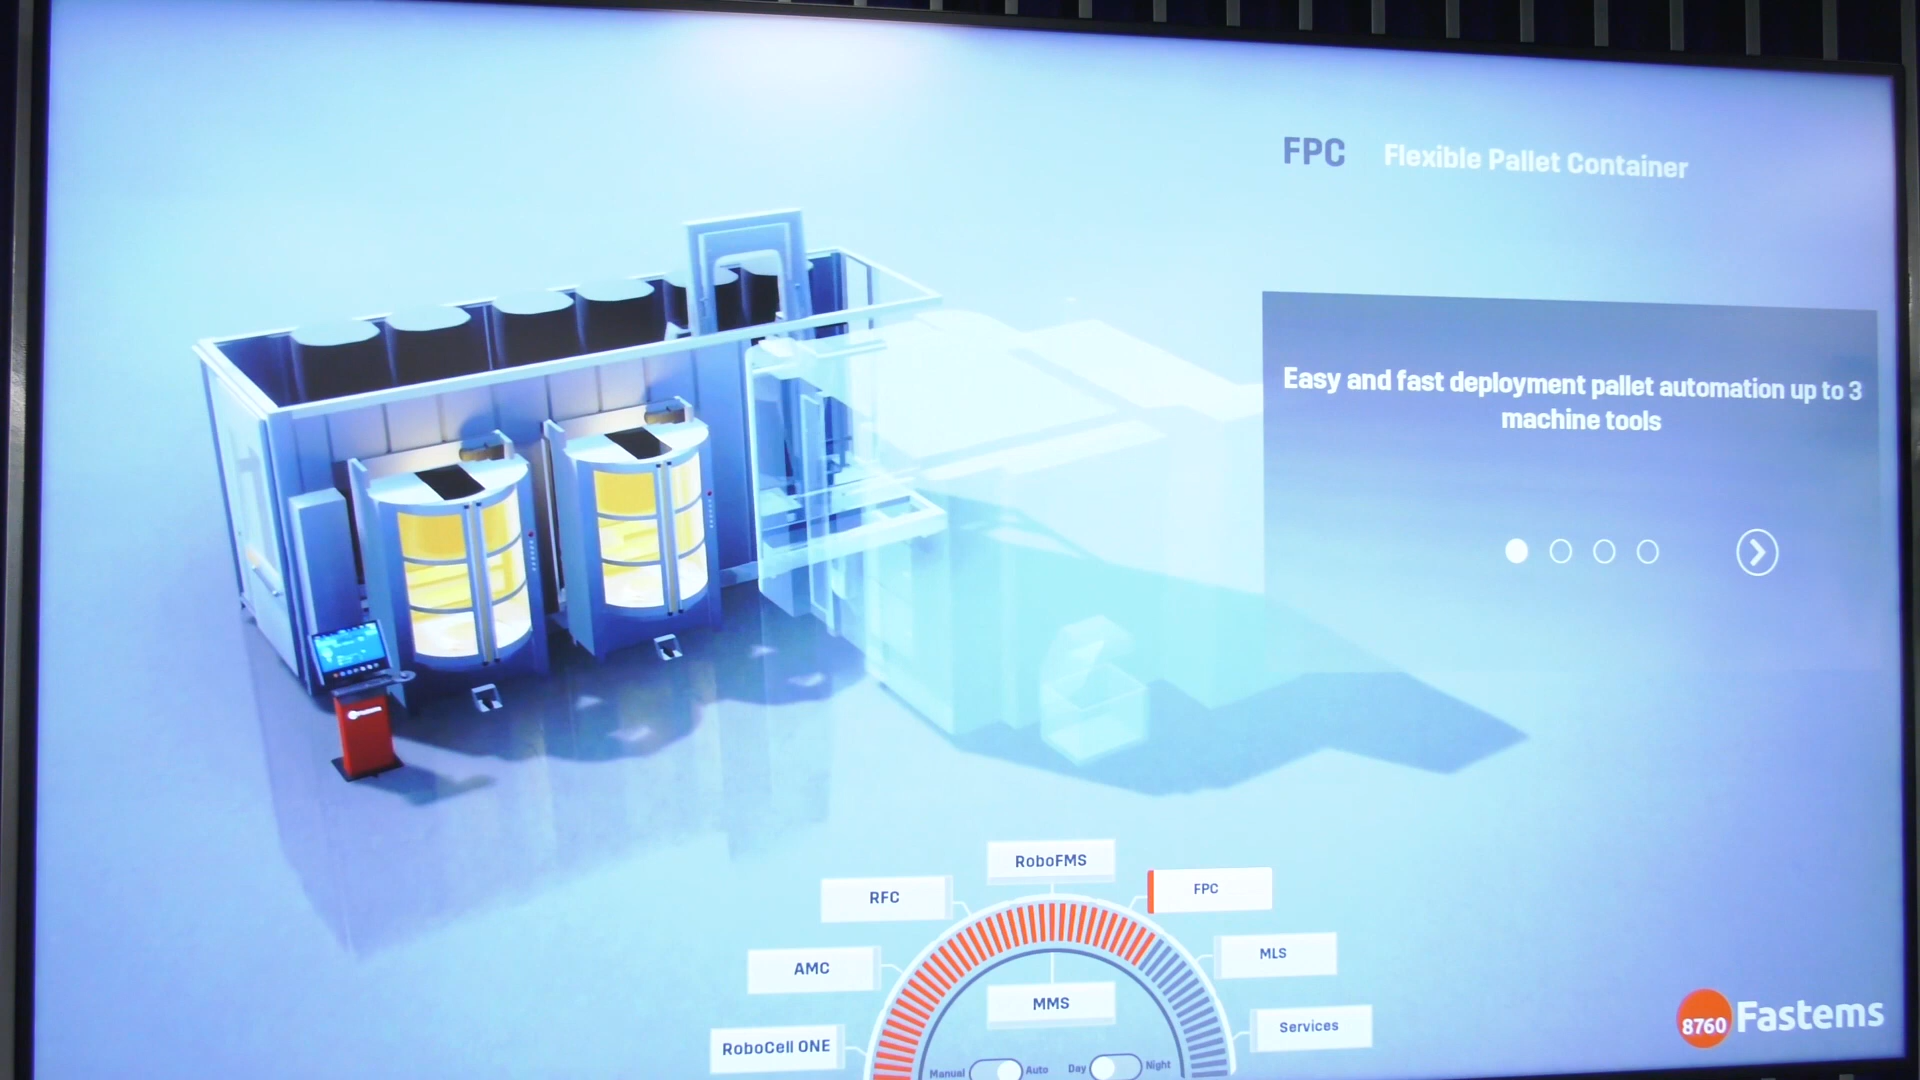 FPC Flexible Pallet Container
Easy and fast deployment pallet automation up to 3
machine tools
RoboFMS
RFC
FPC
AMC
MLS
MMS
RoboCell ONE
Services
Manual Auto Day Night
8760 Fastems